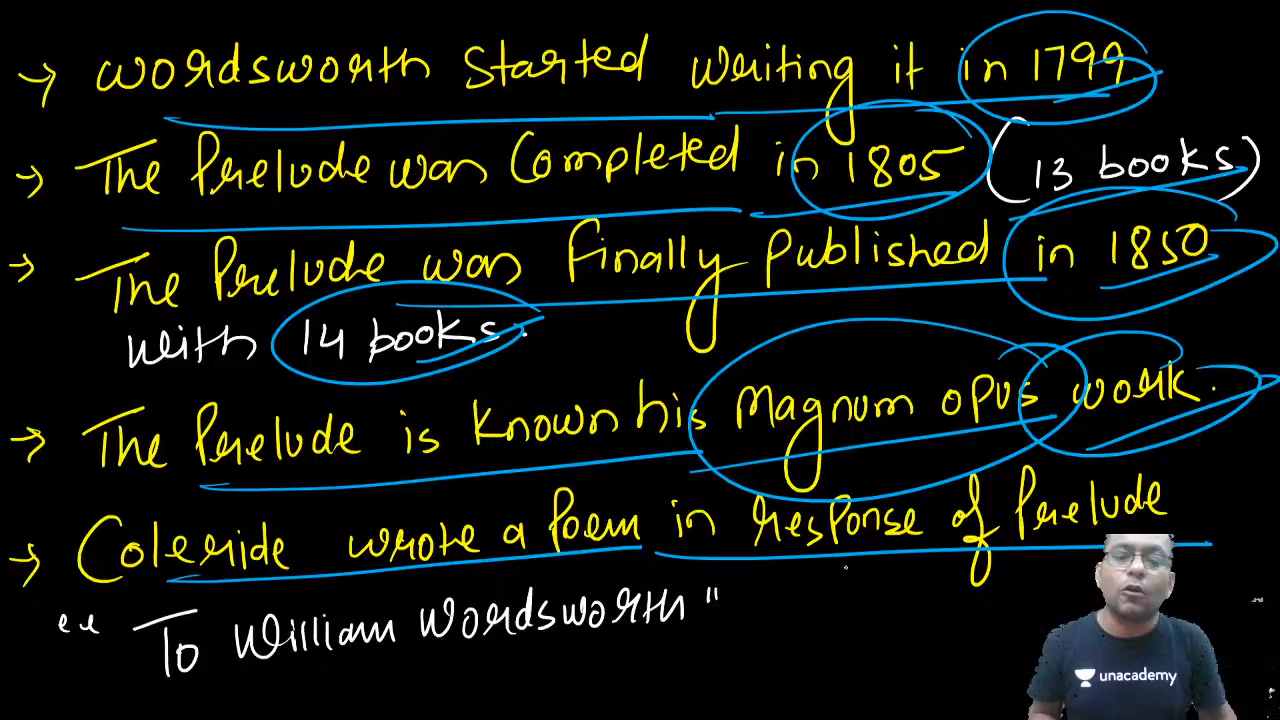 → Wordsworth started writing it in 1799.
→ The Prelude was Completed in 1805 (13 books)
→ The Prelude was finally published in 1850
with 14 books.
→ The Prelude is known his Magnum opus work.
→ Coleride wrote a Poem in response of Prelude
"To William Wordsworth"
unacademy